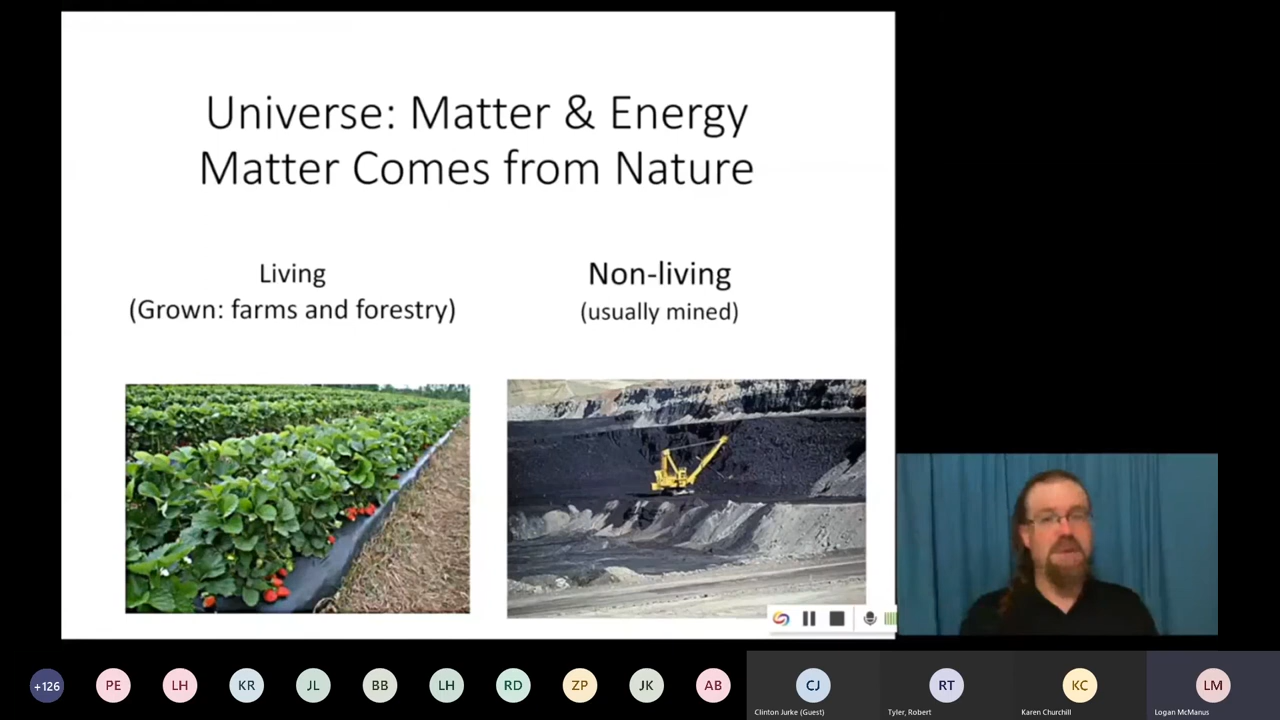 Universe: Matter & Energy
Matter Comes from Nature
Living
(Grown: farms and forestry)
Non-living
(usually mined)
+126
PE
LH
KR
JL
BB
LH
RD
ZP
JK
AB
CJ
Clinton Jurke (Guest)
RT
Tyler, Robert
KC
Karen Churchill
LM
Logan McManus